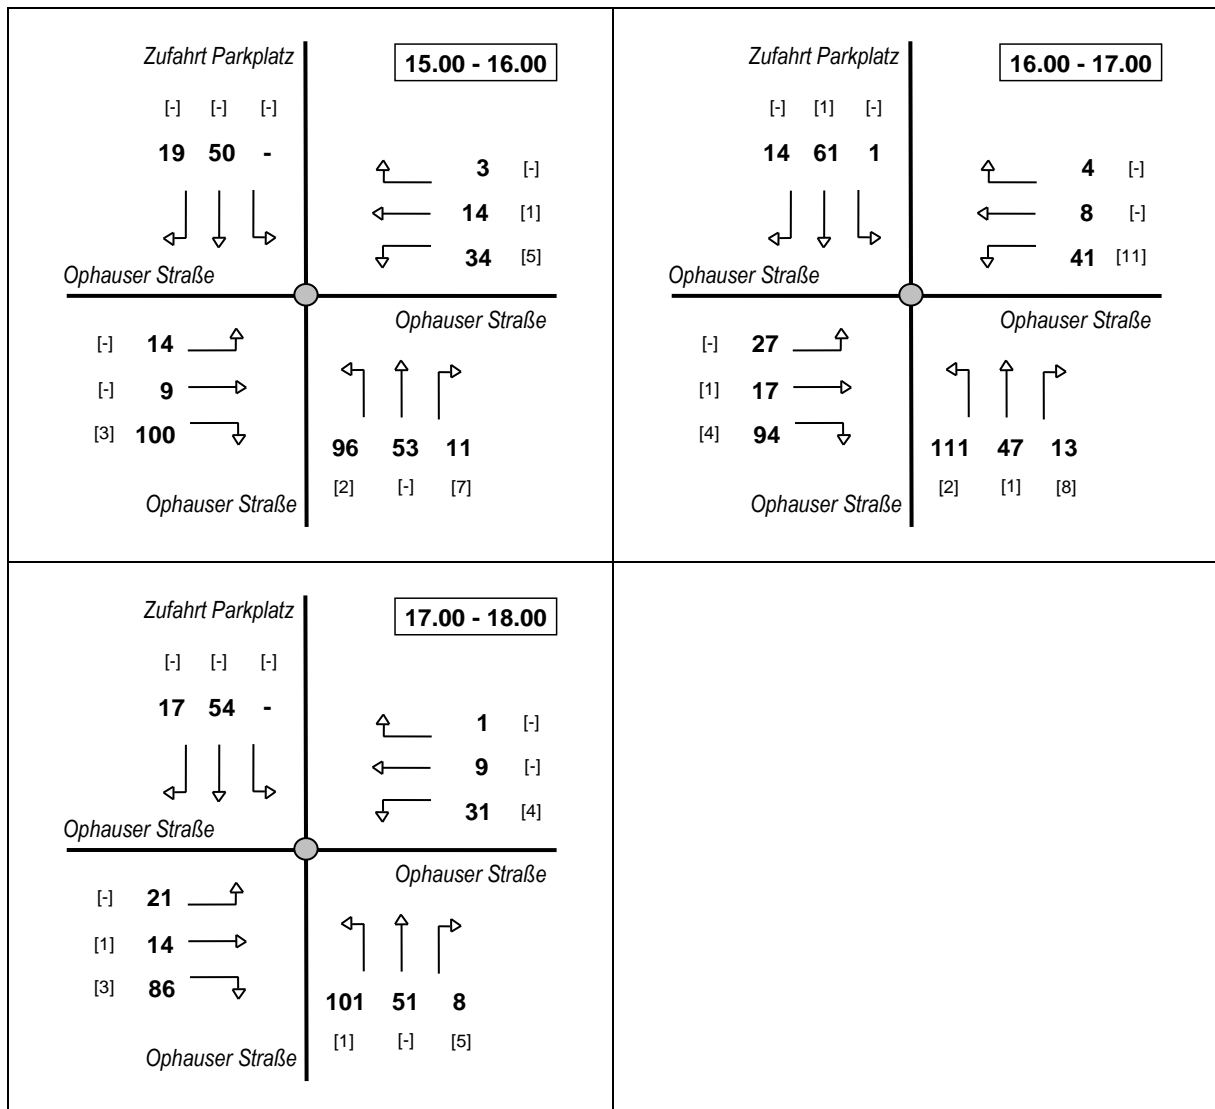 Zufahrt Parkplatz
15.00 - 16.00
[-] [-] [-]
19 50 -
3 [-]
14 [1]
34 [5]
Ophauser Straße
Ophauser Straße
[-] 14
[-] 9
[3] 100
96 53 11
[2] [-] [7]
Ophauser Straße
Zufahrt Parkplatz
16.00 - 17.00
[-] [1] [-]
14 61 1
4 [-]
8 [-]
41 [11]
Ophauser Straße
Ophauser Straße
[-] 27
[1] 17
[4] 94
111 47 13
[2] [1] [8]
Ophauser Straße
Zufahrt Parkplatz
17.00 - 18.00
[-] [-] [-]
17 54 -
1 [-]
9 [-]
31 [4]
Ophauser Straße
Ophauser Straße
[-] 21
[1] 14
[3] 86
101 51 8
[1] [-] [5]
Ophauser Straße